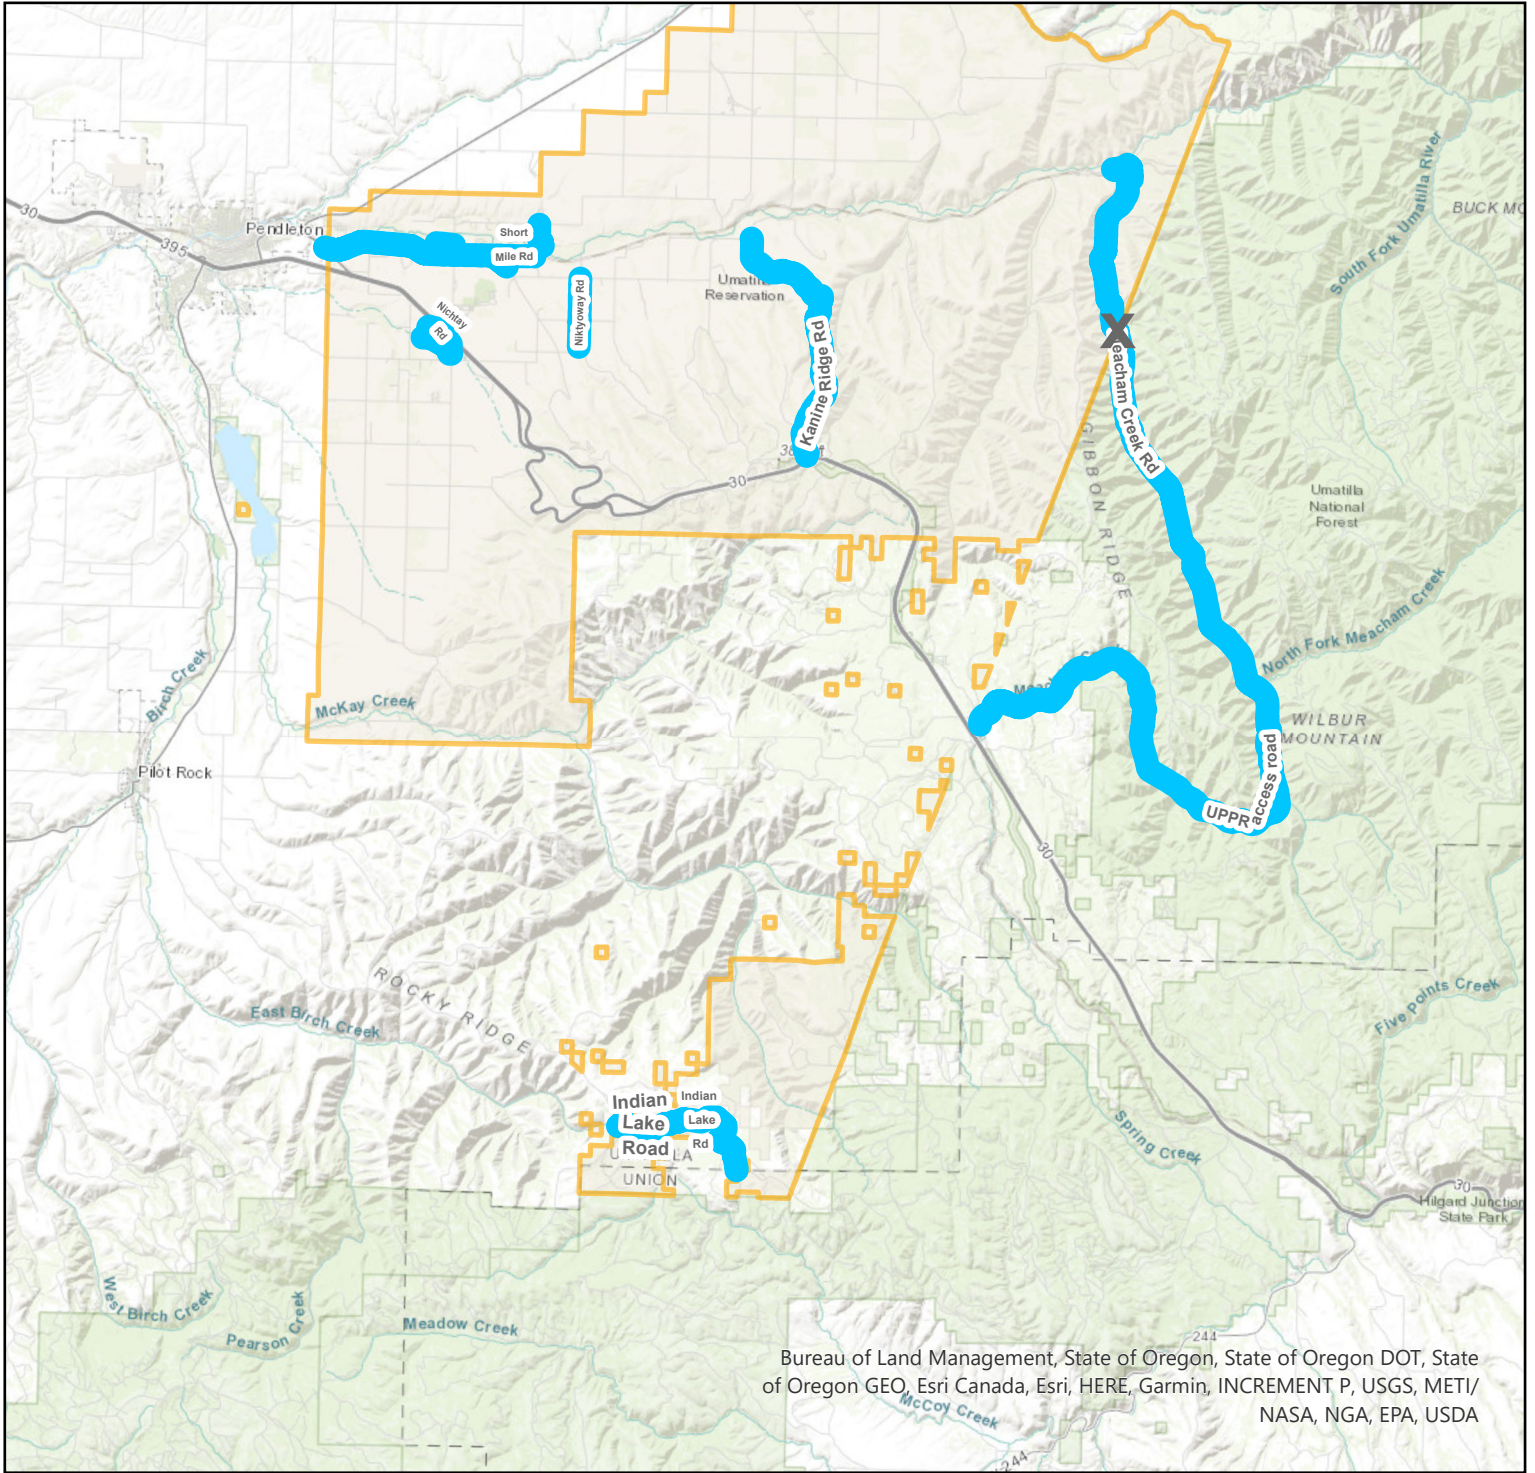 BUCK MO
South Fork Umatilla River
30
395
Pendleton
Short
Mile Rd
Nichtay
Rd
Niktyoway Rd
Reservation
Kanine Ridge Rd
X
eacham Creek Rd
GIBBON RIDGE
30
Umatilla
National
Forest
North Fork Meacham Creek
Birch Creek
McKay Creek
WILBUR
MOUNTAIN
Pilot Rock
UPPR access road
30
ROCKY RIDGE
East Birch Creek
Five Points Creek
Indian
Lake
Road
Indian
Lake
Rd
UNION
Spring Creek
30
Hilgard Junction
State Park
West Birch Creek
Pearson Creek
Meadow Creek
244
Bureau of Land Management, State of Oregon, State of Oregon DOT, State
of Oregon GEO, Esri Canada, Esri, HERE, Garmin, INCREMENT P, USGS, METI/
NASA, NGA, EPA, USDA
McCoy Creek
244